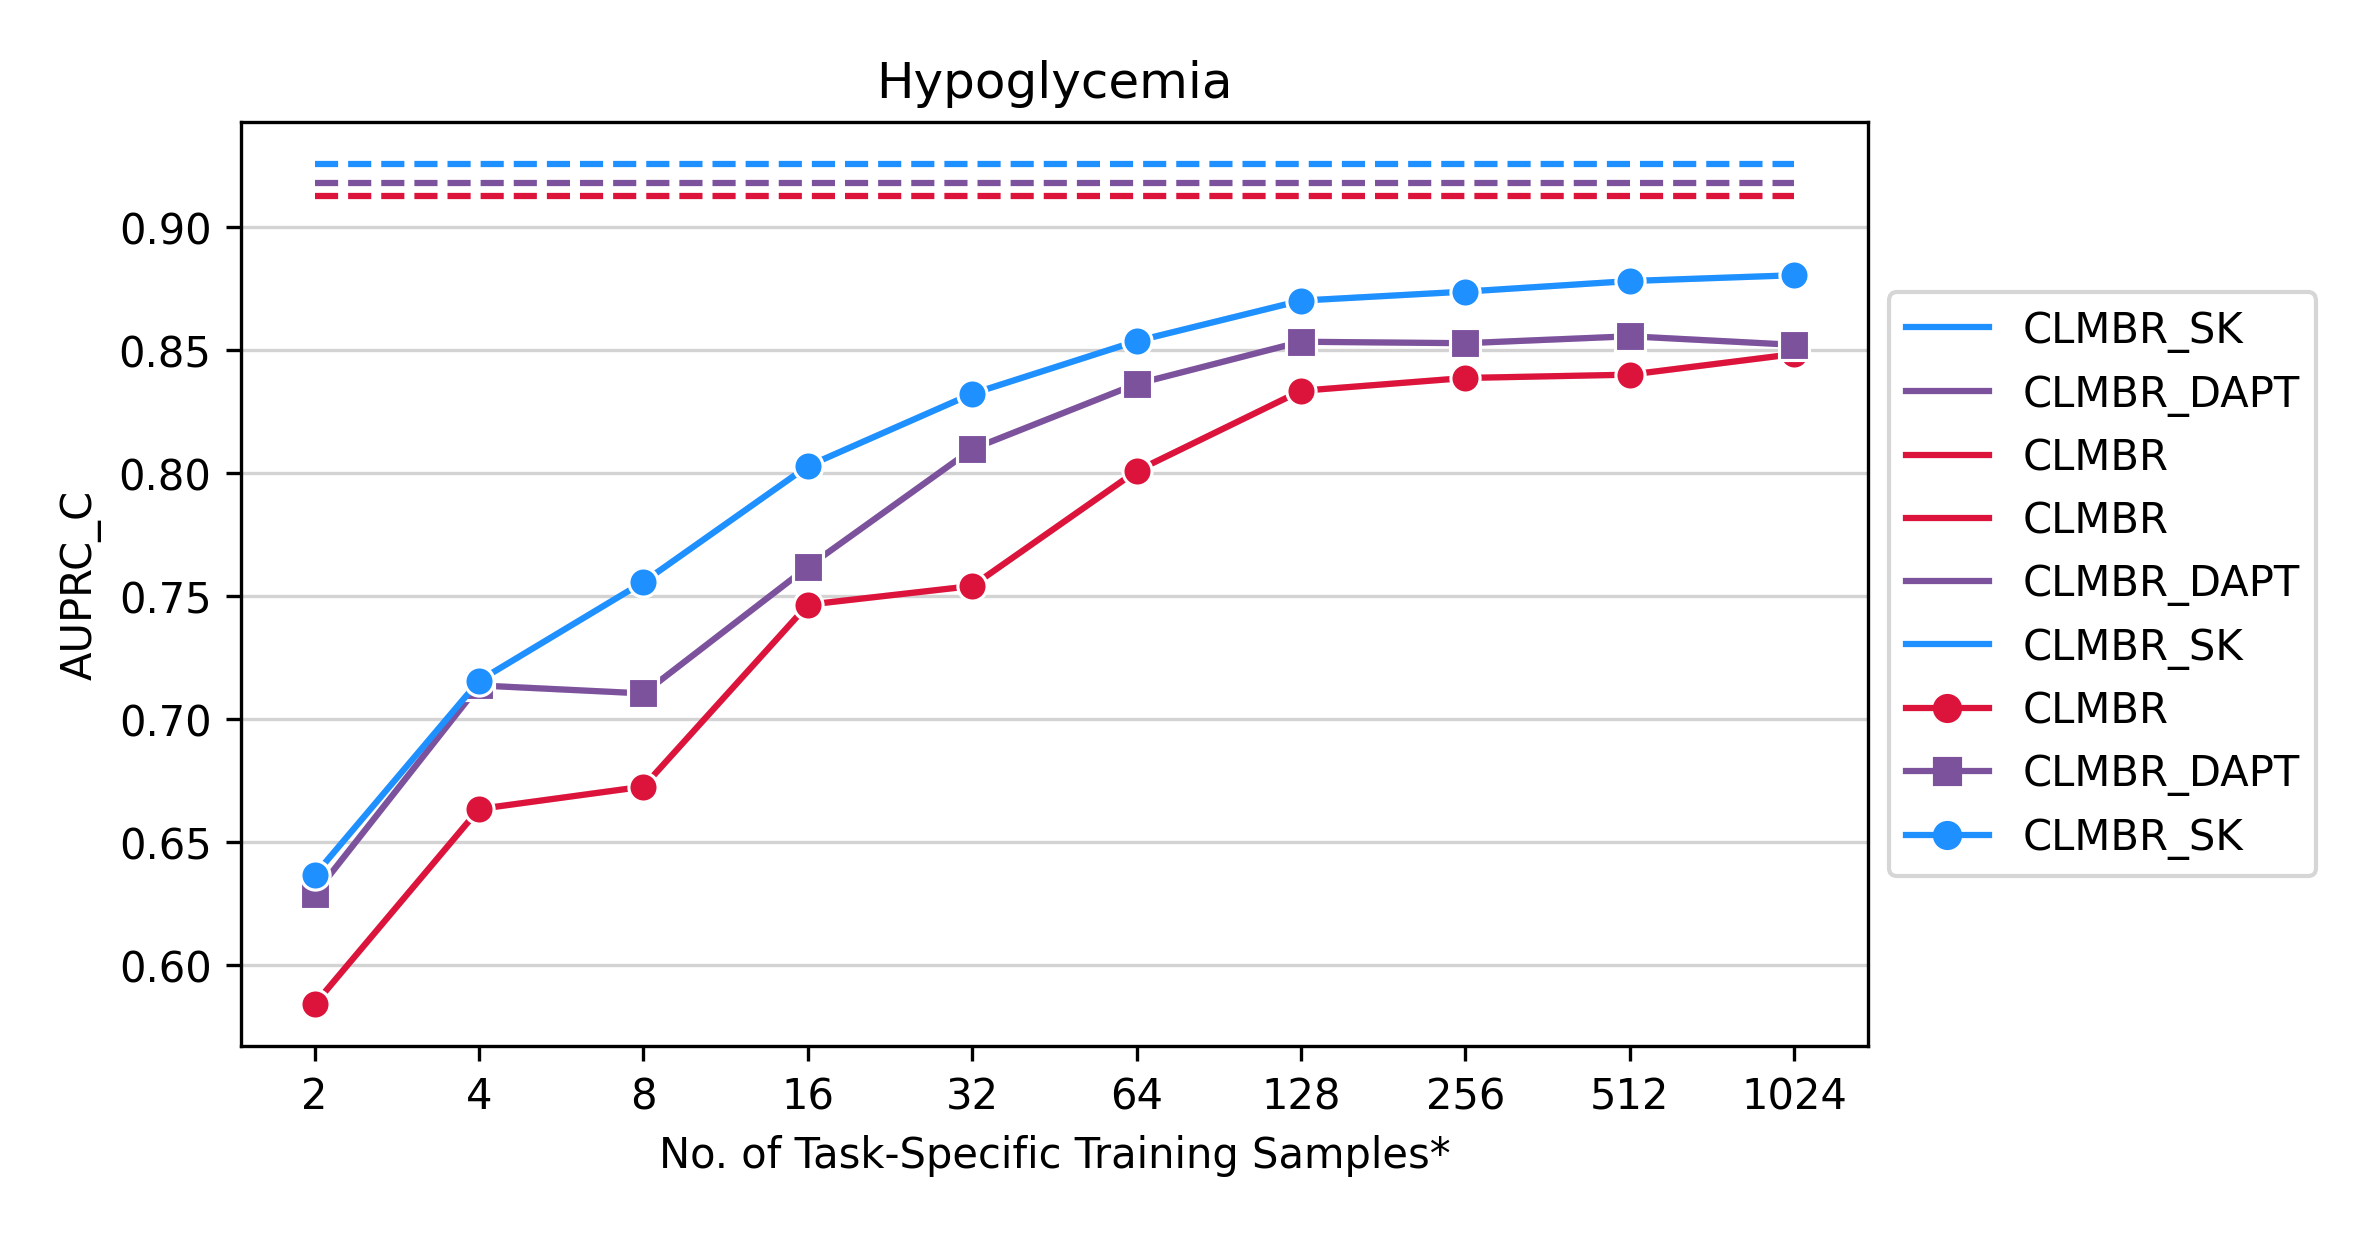 Hypoglycemia
0.90
0.85
0.80
0.75
0.70
0.65
0.60
AUPRC_C
2 4 8 16 32 64 128 256 512 1024
No. of Task-Specific Training Samples*
CLMBR_SK
CLMBR_DAPT
CLMBR
CLMBR
CLMBR_DAPT
CLMBR_SK
CLMBR
CLMBR_DAPT
CLMBR_SK